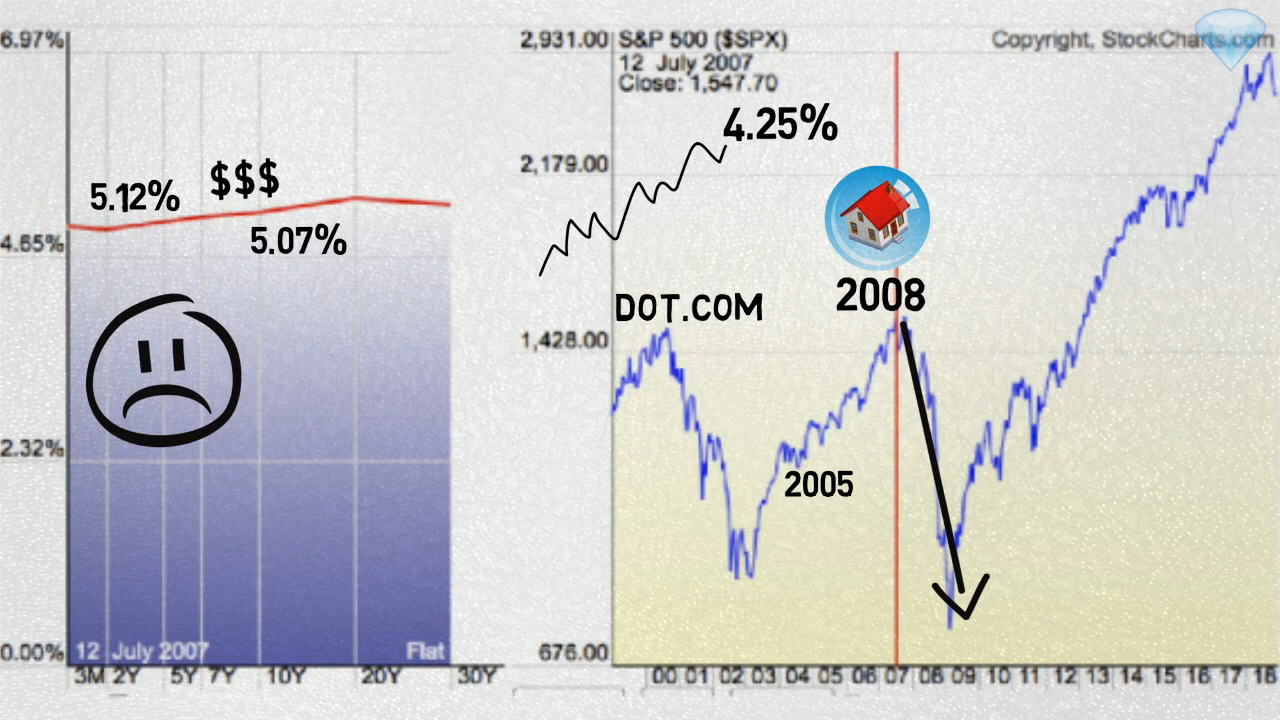 6.97%
4.65%
2.32%
0.00%
5.12%
$$$
5.07%
12 July 2007
Flat
3M 2Y 5Y 7Y 10Y 20Y 30Y
2,931.00
2,179.00
1,428.00
676.00
S&P 500 ($SPX)
12 July 2007
Close: 1,547.70
Copyright, StockCharts.com
4.25%
DOT.COM
2008
2005
00 01 02 03 04 05 06 07 08 09 10 11 12 13 14 15 16 17 18